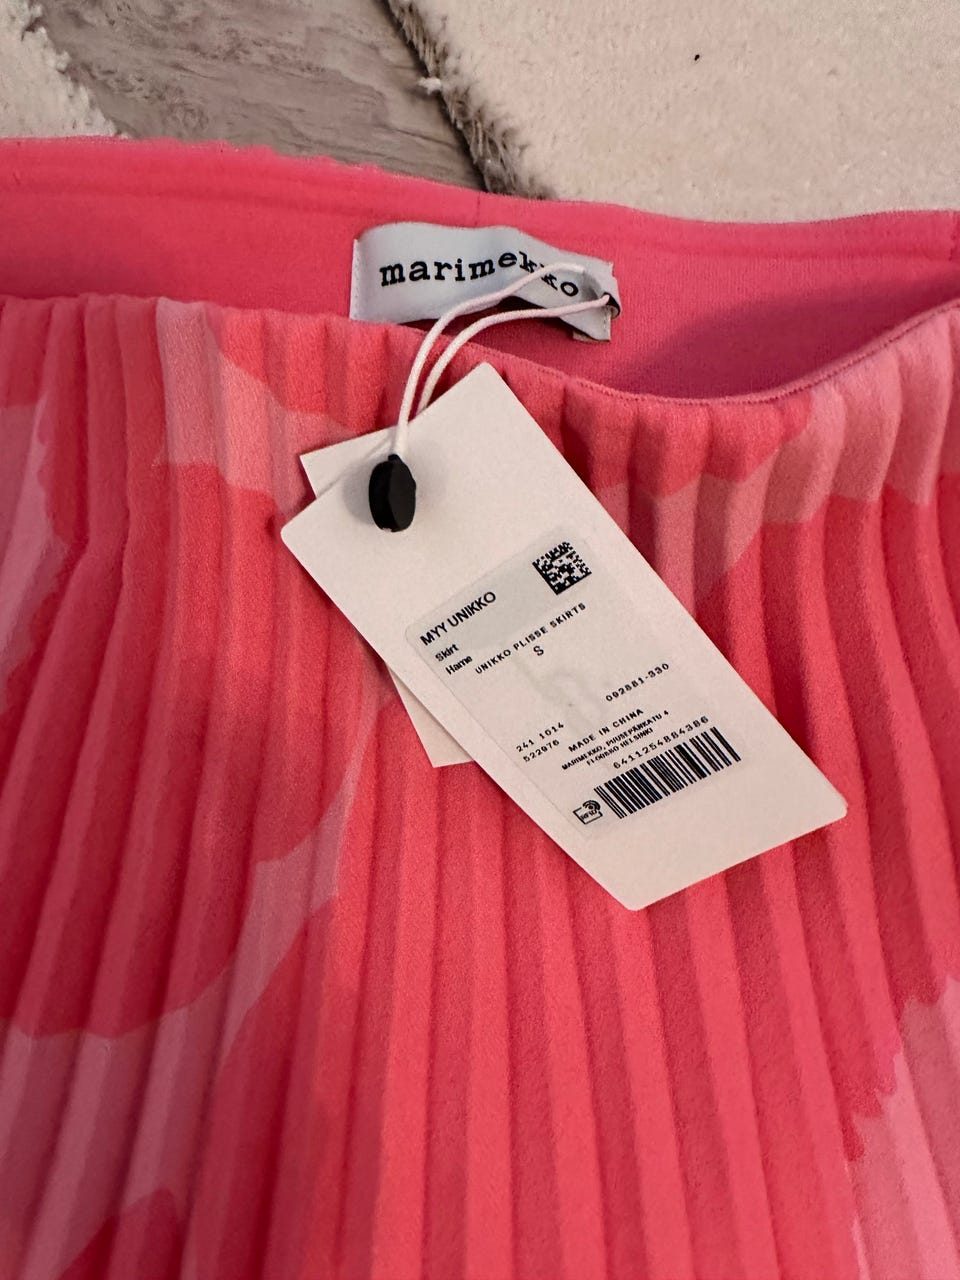 marimekko
MYY UNIKKO
Skirt
Hame
UNIKKO PLISSE SKIRTS
S
092881-330
241 1014
522976
MADE IN CHINA
MARIMEKKO, PUUSEPÄNKATU 4
FI-00880 HELSINKI
6411254884386
RFID